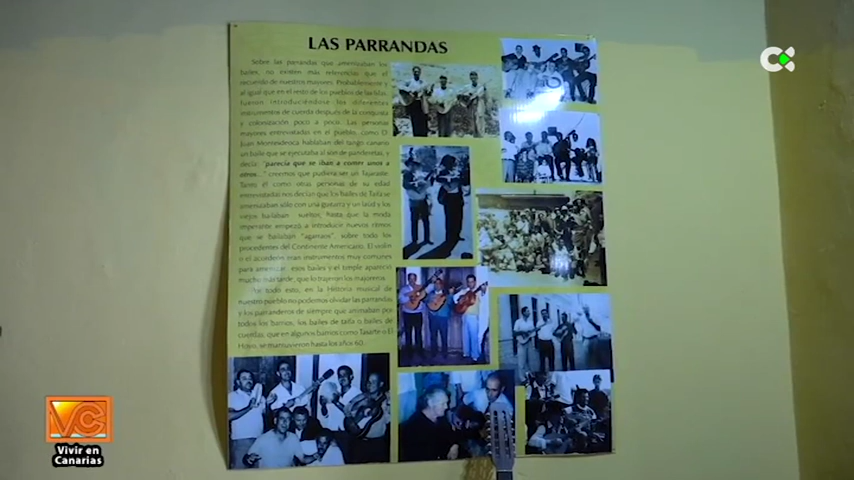 LAS PARRANDAS
Sobre las parrandas que amenizaban los
bailes, no existen más referencias que el
recuerdo de nuestros mayores. Probablemente y
al igual que en el resto de los pueblos de las Islas,
fueron introduciéndose los diferentes
instrumentos de cuerda después de la conquista
y colonización poco a poco. Las personas
mayores entrevistadas en el pueblo, como D.
Juan Monteshdroca hablaban del tango canario
un baile que se ejecutaba al són de panderetas, y
decía: "parecía que se iban a comer unos a
otros..." creemos que pudiera ser un Tajaraste.
Tanto él como otras personas de su edad
entrevistadas nos decían que los bailes de Taifa se
amenizaban sólo con una guitarra y un laud y los
viejos bailaban sueltos, hasta que la moda
imperante empezó a introducir nuevos ritmos
que se bailaban "agarraos", sobre todo los
procedentes del Continente Americano. El violín
o el acordeón eran instrumentos muy comunes
para amenizar esos bailes y el timple apareció
mucho más tarde, que lo trajeron los majoreros.
Por todo esto, en la Historia musical de
nuestro pueblo no podemos olvidar las parrandas
y los parranderos de siempre que animaban por
todos los barrios, los bailes de taifa o bailes de
cuerdas, que en algunos barrios como Tasarte o El
Hoyo, se mantuvieron hasta los años 60.
VC
Vivir en
Canarias